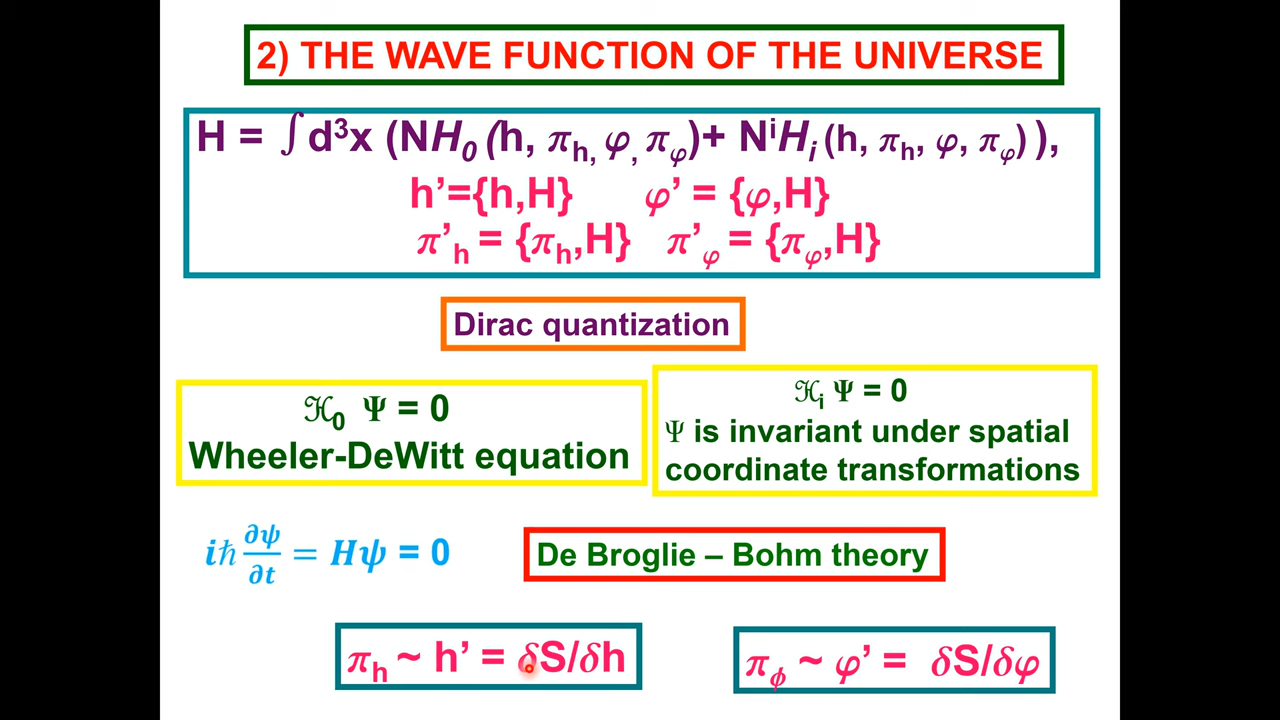 2) THE WAVE FUNCTION OF THE UNIVERSE
H = ∫d³x (NH₀ (h, πₕ, φ, π_φ)+ NⁱHᵢ (h, πₕ, φ, π_φ) ),
h’={h,H} φ’ = {φ,H}
π’ₕ = {πₕ,H} π’_φ = {π_φ,H}
Dirac quantization
ℋ₀ Ψ = 0
Wheeler-DeWitt equation
ℋᵢ Ψ = 0
Ψ is invariant under spatial
coordinate transformations
iℏ ∂ψ/∂t = Hψ = 0
De Broglie – Bohm theory
πₕ ~ h’ = δS/δh
π_ϕ ~ φ’ = δS/δφ